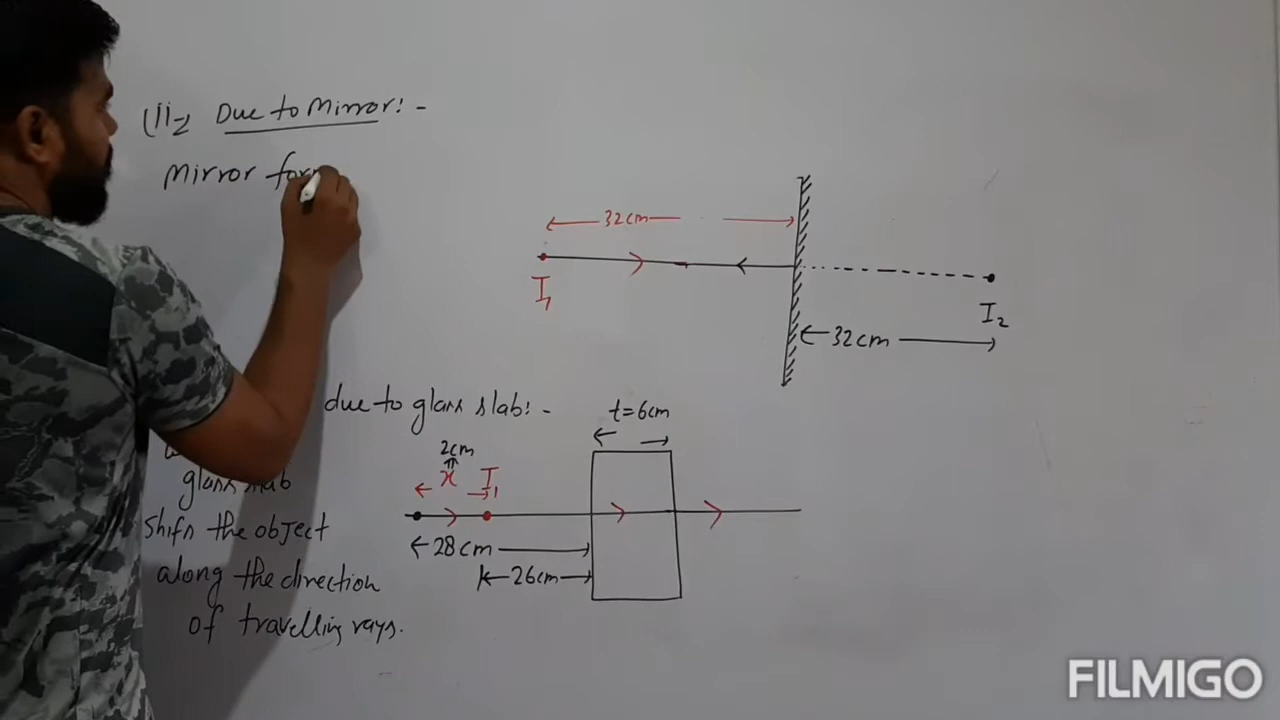 (11) Due to Mirror:-
Mirror for
32cm
I1
I2
32cm
due to glass slab:-
t=6cm
2cm
x
I1
glass slab
shifts the object
28cm
along the direction
26cm
of travelling rays.
FILMIGO